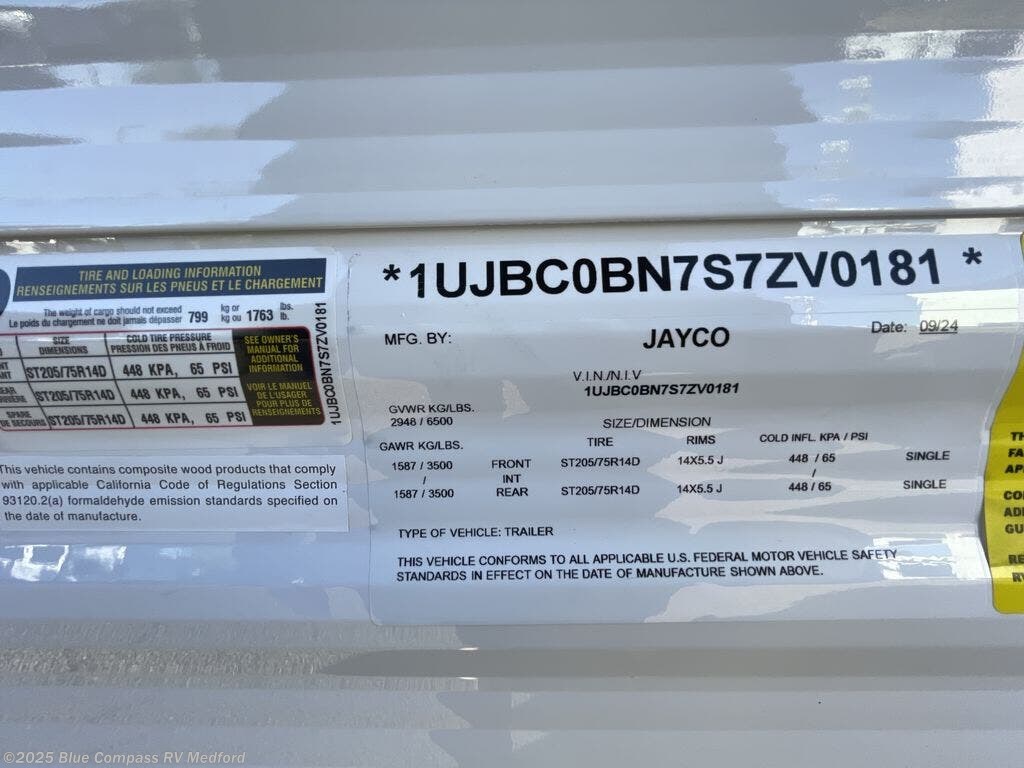 TIRE AND LOADING INFORMATION
RENSEIGNEMENTS SUR LES PNEUS ET LE CHARGEMENT
The weight of cargo should not exceed
Le poids du chargement ne doit jamais dépasser
799 kg or kg ou 1763 lbs. lb.
SIZE DIMENSIONS
COLD TIRE PRESSURE
PRESSION DES PNEUS À FROID
ST205/75R14D 448 KPA, 65 PSI
ST205/75R14D 448 KPA, 65 PSI
SPARE
DE SECOURS ST205/75R14D 448 KPA, 65 PSI
SEE OWNER'S
MANUAL FOR
ADDITIONAL
INFORMATION
VOIR LE MANUEL
DE L'USAGER
POUR PLUS DE
RENSEIGNEMENTS
1UJBC0BN7S7ZV0181
This vehicle contains composite wood products that comply
with applicable California Code of Regulations Section
93120.2(a) formaldehyde emission standards specified on
the date of manufacture.
*1UJBC0BN7S7ZV0181 *
MFG. BY: JAYCO Date: 09/24
V.I.N./N.I.V
1UJBC0BN7S7ZV0181
GVWR KG/LBS.
2948 / 6500
SIZE/DIMENSION
GAWR KG/LBS. TIRE RIMS COLD INFL. KPA / PSI
1587 / 3500 FRONT ST205/75R14D 14X5.5 J 448 / 65 SINGLE
/ INT /
1587 / 3500 REAR ST205/75R14D 14X5.5 J 448 / 65 SINGLE
TYPE OF VEHICLE: TRAILER
THIS VEHICLE CONFORMS TO ALL APPLICABLE U.S. FEDERAL MOTOR VEHICLE SAFETY
STANDARDS IN EFFECT ON THE DATE OF MANUFACTURE SHOWN ABOVE.
©2025 Blue Compass RV Medford